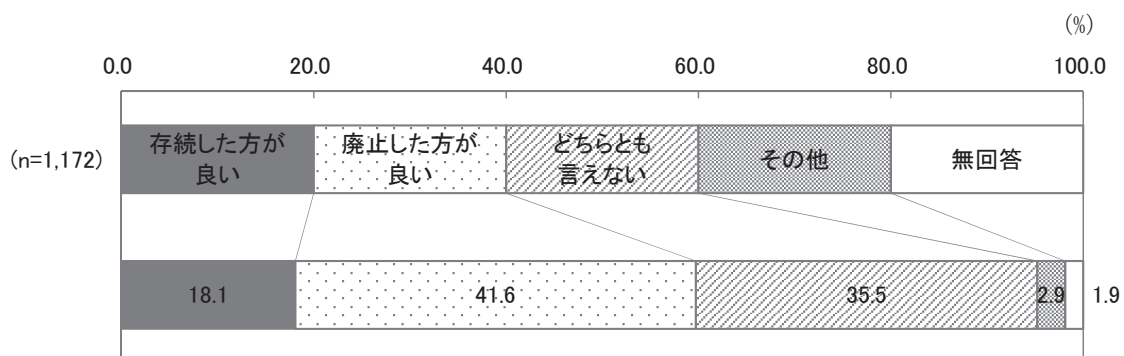 (%)
0.0 20.0 40.0 60.0 80.0 100.0
(n=1,172)
存続した方が
良い
廃止した方が
良い
どちらとも
言えない
その他
無回答
18.1 41.6 35.5 2.9 1.9